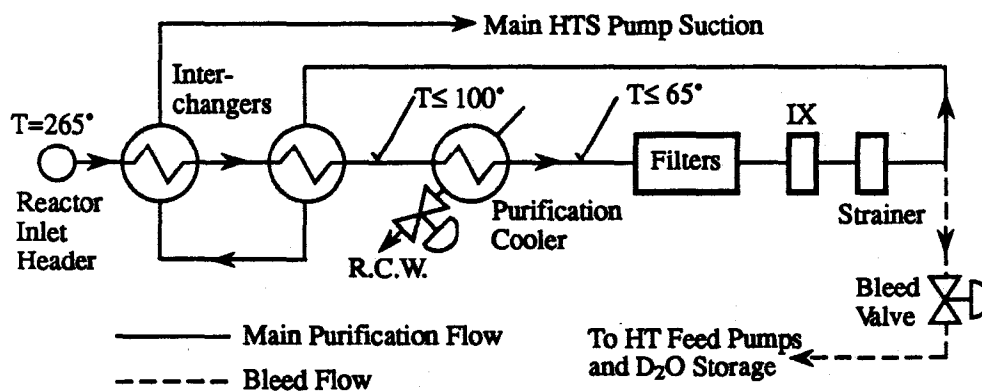 Main HTS Pump Suction
Inter-
changers
T=265°
T≤ 100°
T≤ 65°
IX
Filters
Reactor
Inlet
Header
Purification
Cooler
R.C.W.
Strainer
Bleed
Valve
Main Purification Flow
Bleed Flow
To HT Feed Pumps
and D₂O Storage